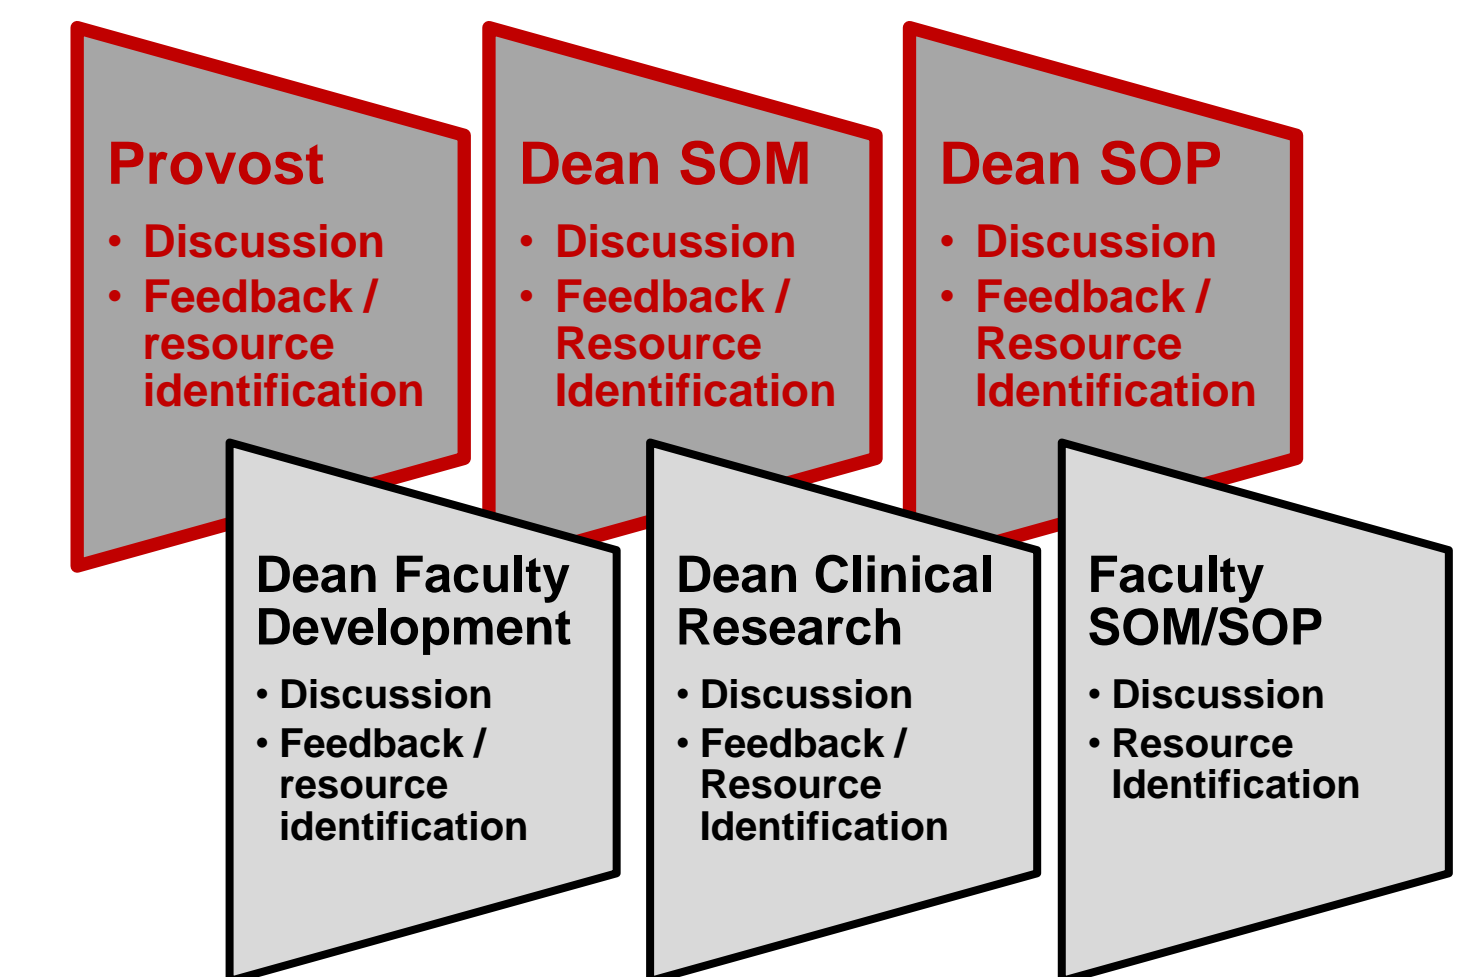 Provost
• Discussion
• Feedback /
resource
identification
Dean SOM
• Discussion
• Feedback /
Resource
Identification
Dean SOP
• Discussion
• Feedback /
Resource
Identification
Dean Faculty
Development
• Discussion
• Feedback /
resource
identification
Dean Clinical
Research
• Discussion
• Feedback /
Resource
Identification
Faculty
SOM/SOP
• Discussion
• Resource
Identification